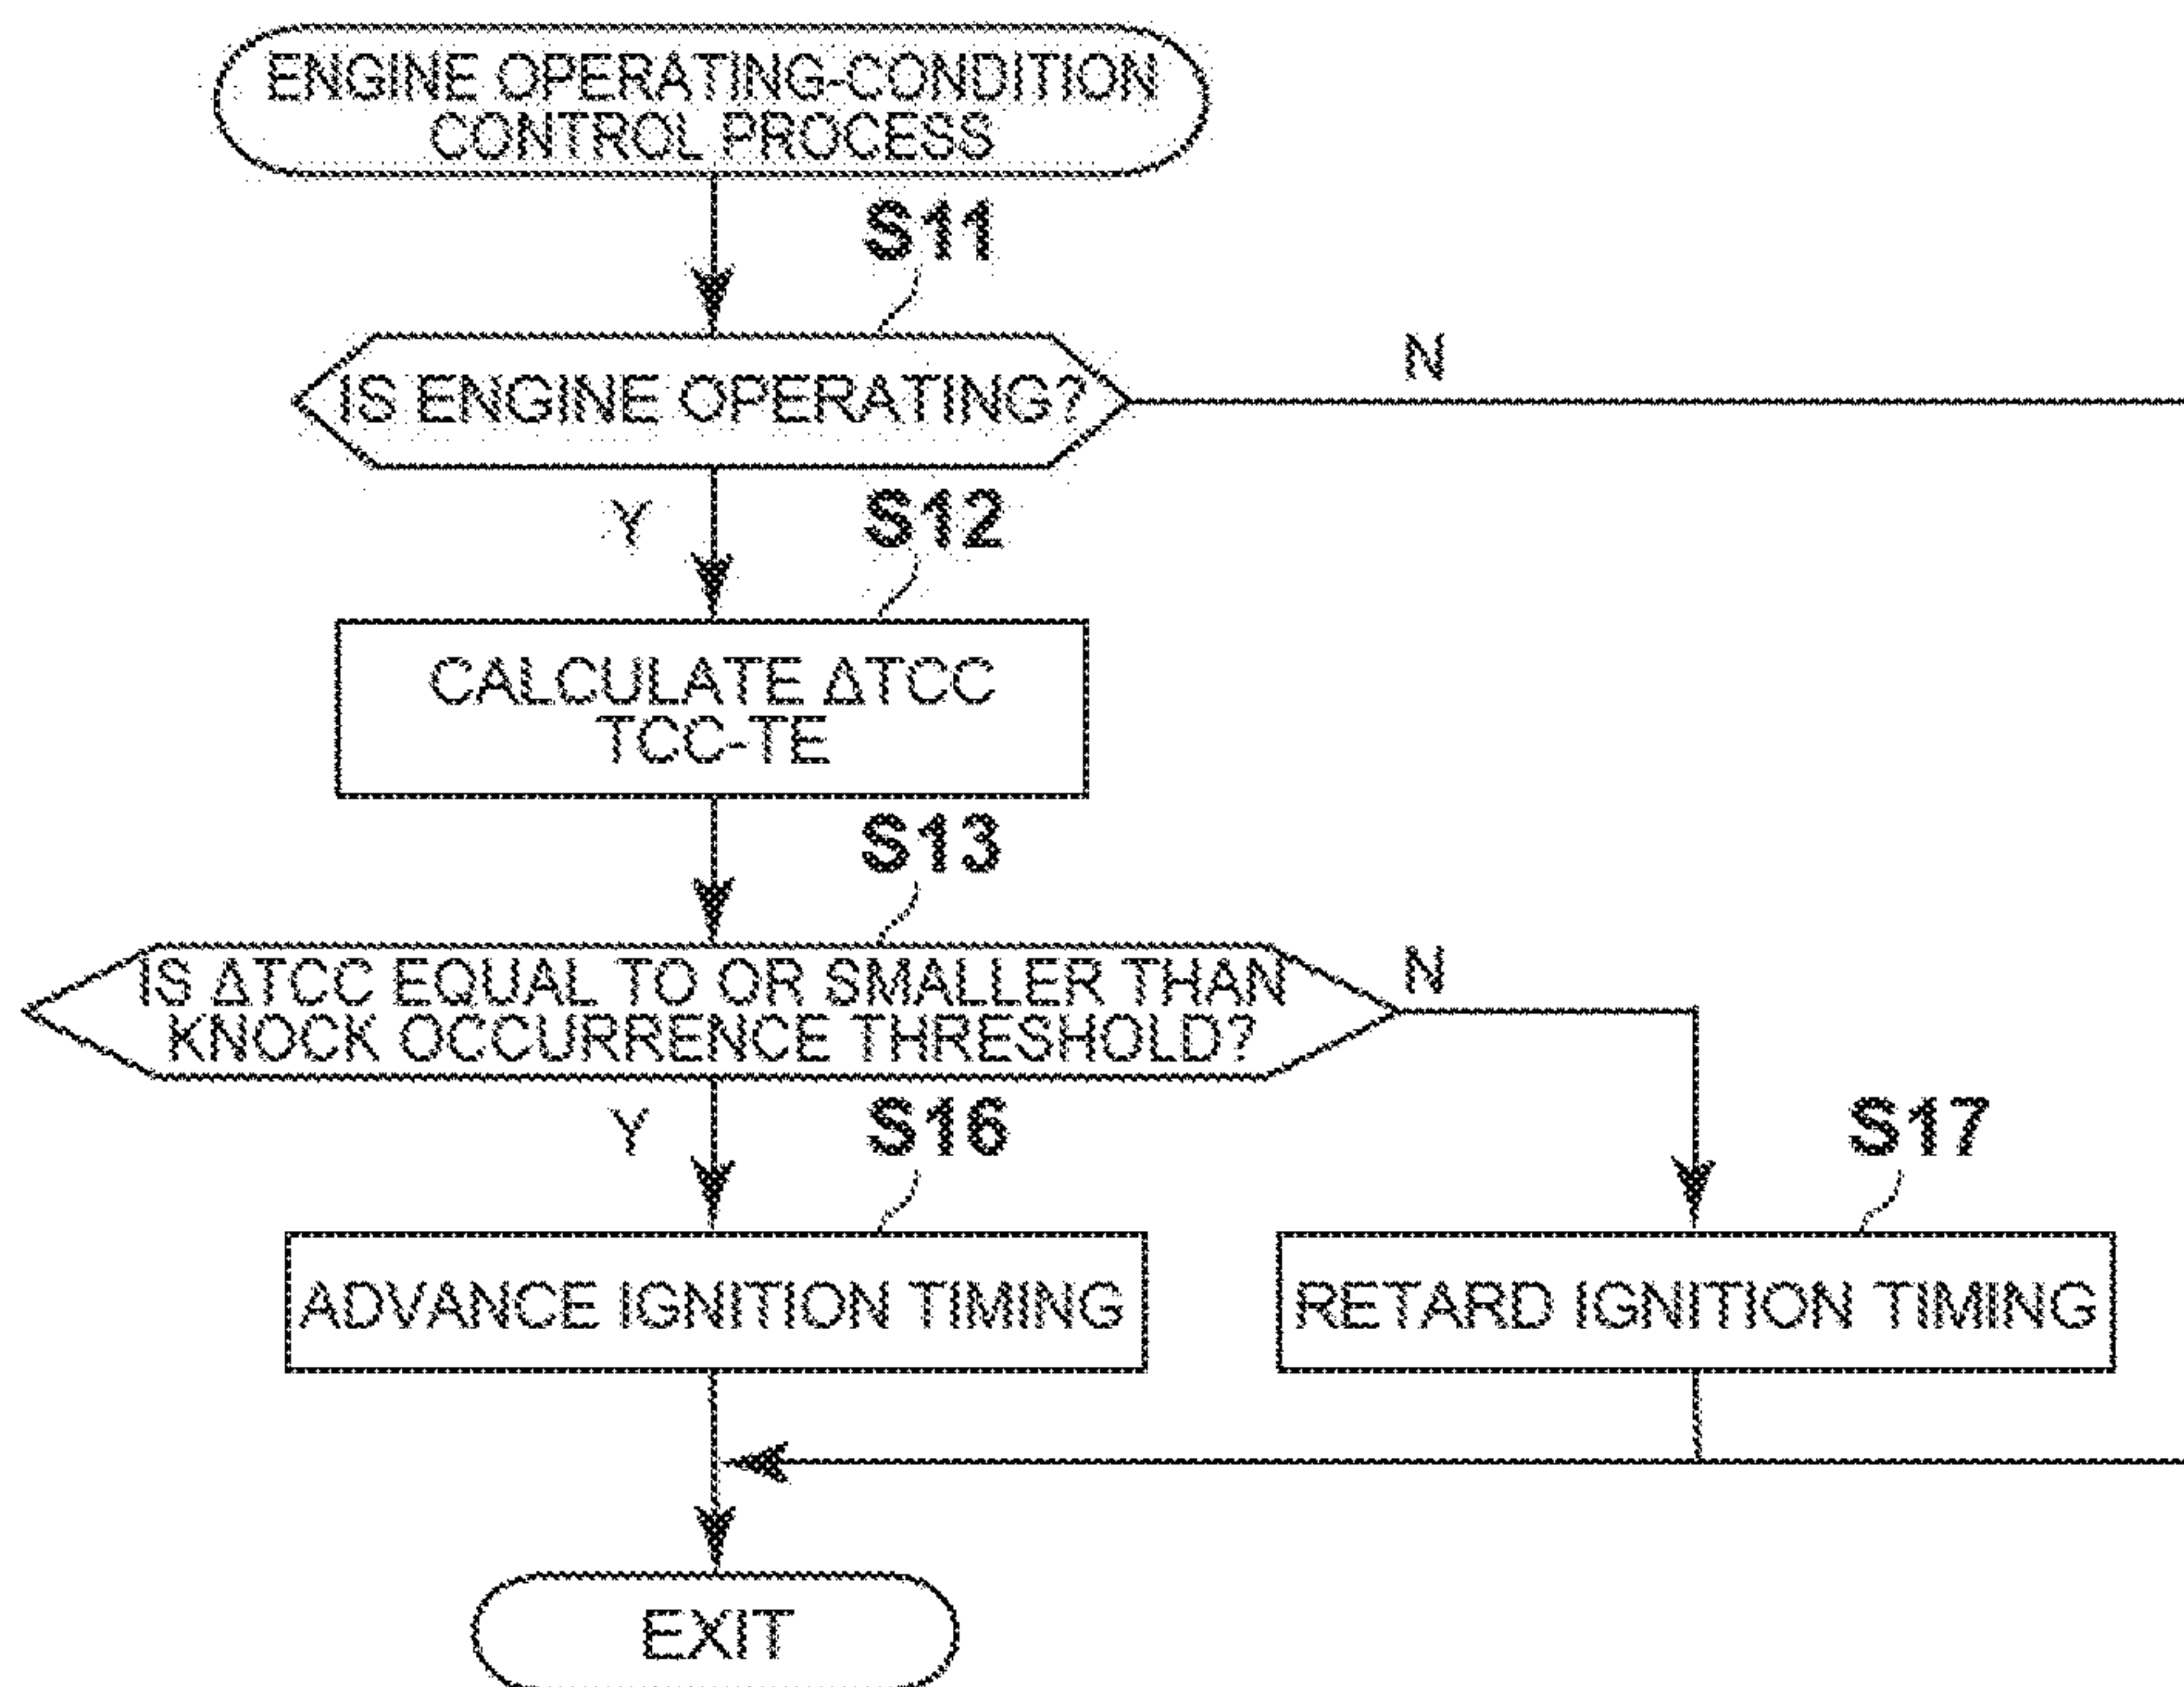 ENGINE OPERATING-CONDITION
CONTROL PROCESS
S11
IS ENGINE OPERATING?
N
Y
S12
CALCULATE ΔTCC
TCC-TE
S13
IS ΔTCC EQUAL TO OR SMALLER THAN
KNOCK OCCURRENCE THRESHOLD?
N
Y
S16
S17
ADVANCE IGNITION TIMING
RETARD IGNITION TIMING
EXIT